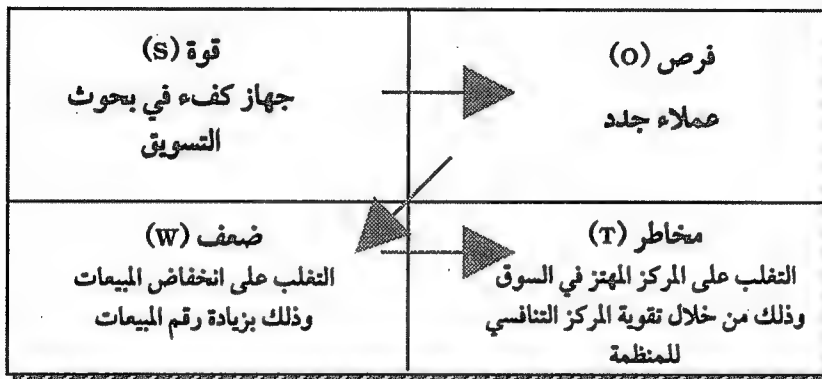 قوة (S)
جهاز كفء في بحوث
التسويق
فرص (O)
عملاء جدد
ضعف (W)
التغلب على انخفاض المبيعات
وذلك بزيادة رقم المبيعات
مخاطر (T)
التغلب على المركز المهتز في السوق
وذلك من خلال تقوية المركز التنافسي
للمنظمة